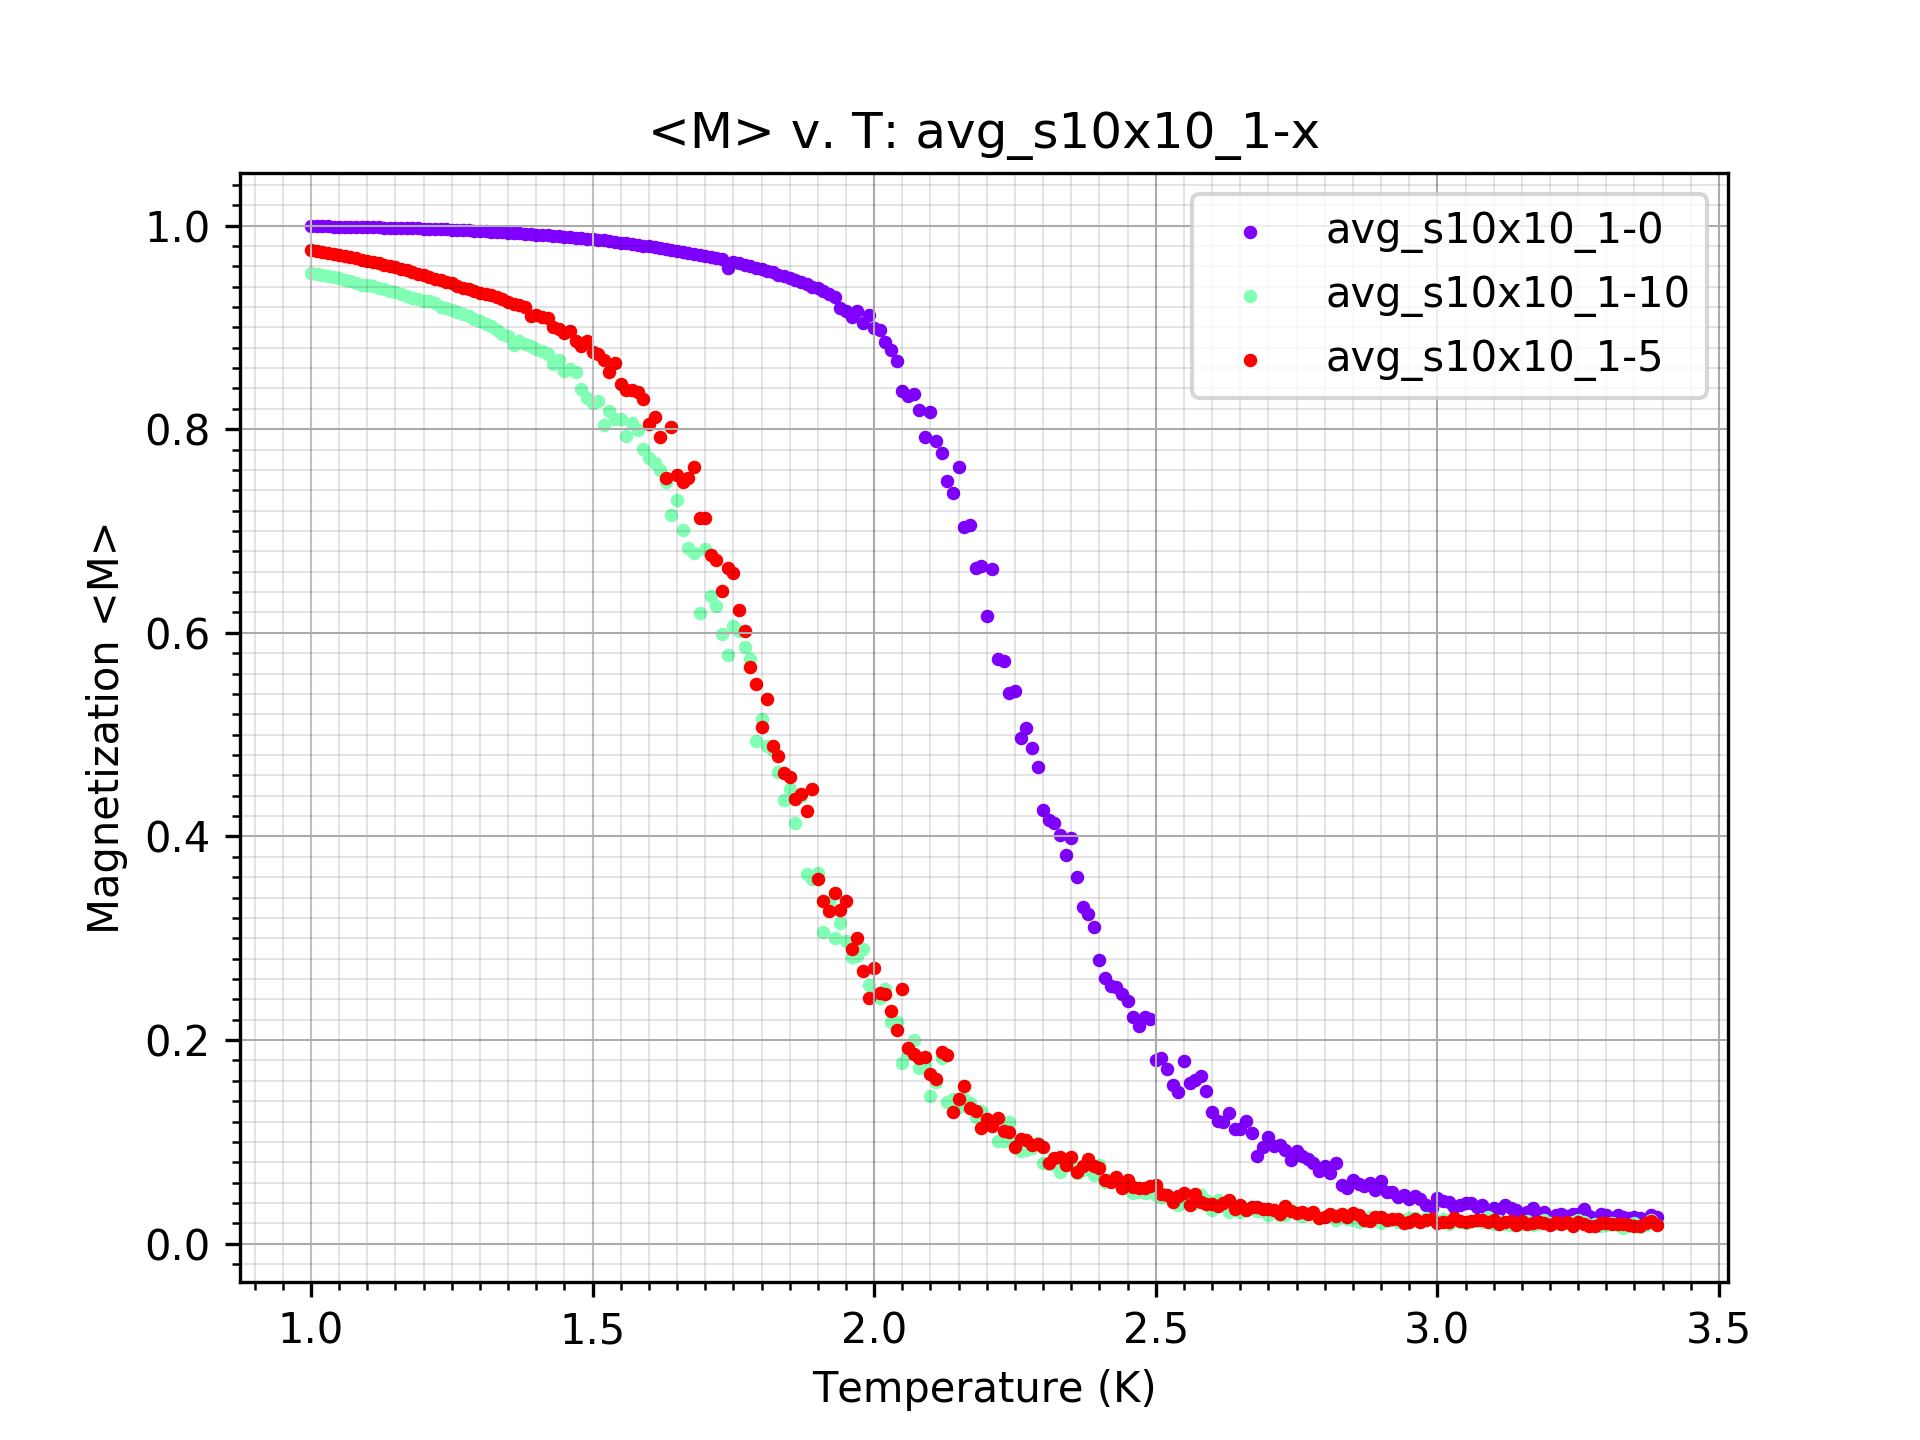 <M> v. T: avg_s10x10_1-x
avg_s10x10_1-0
avg_s10x10_1-10
avg_s10x10_1-5
Magnetization <M>
1.0
0.8
0.6
0.4
0.2
0.0
1.0 1.5 2.0 2.5 3.0 3.5
Temperature (K)